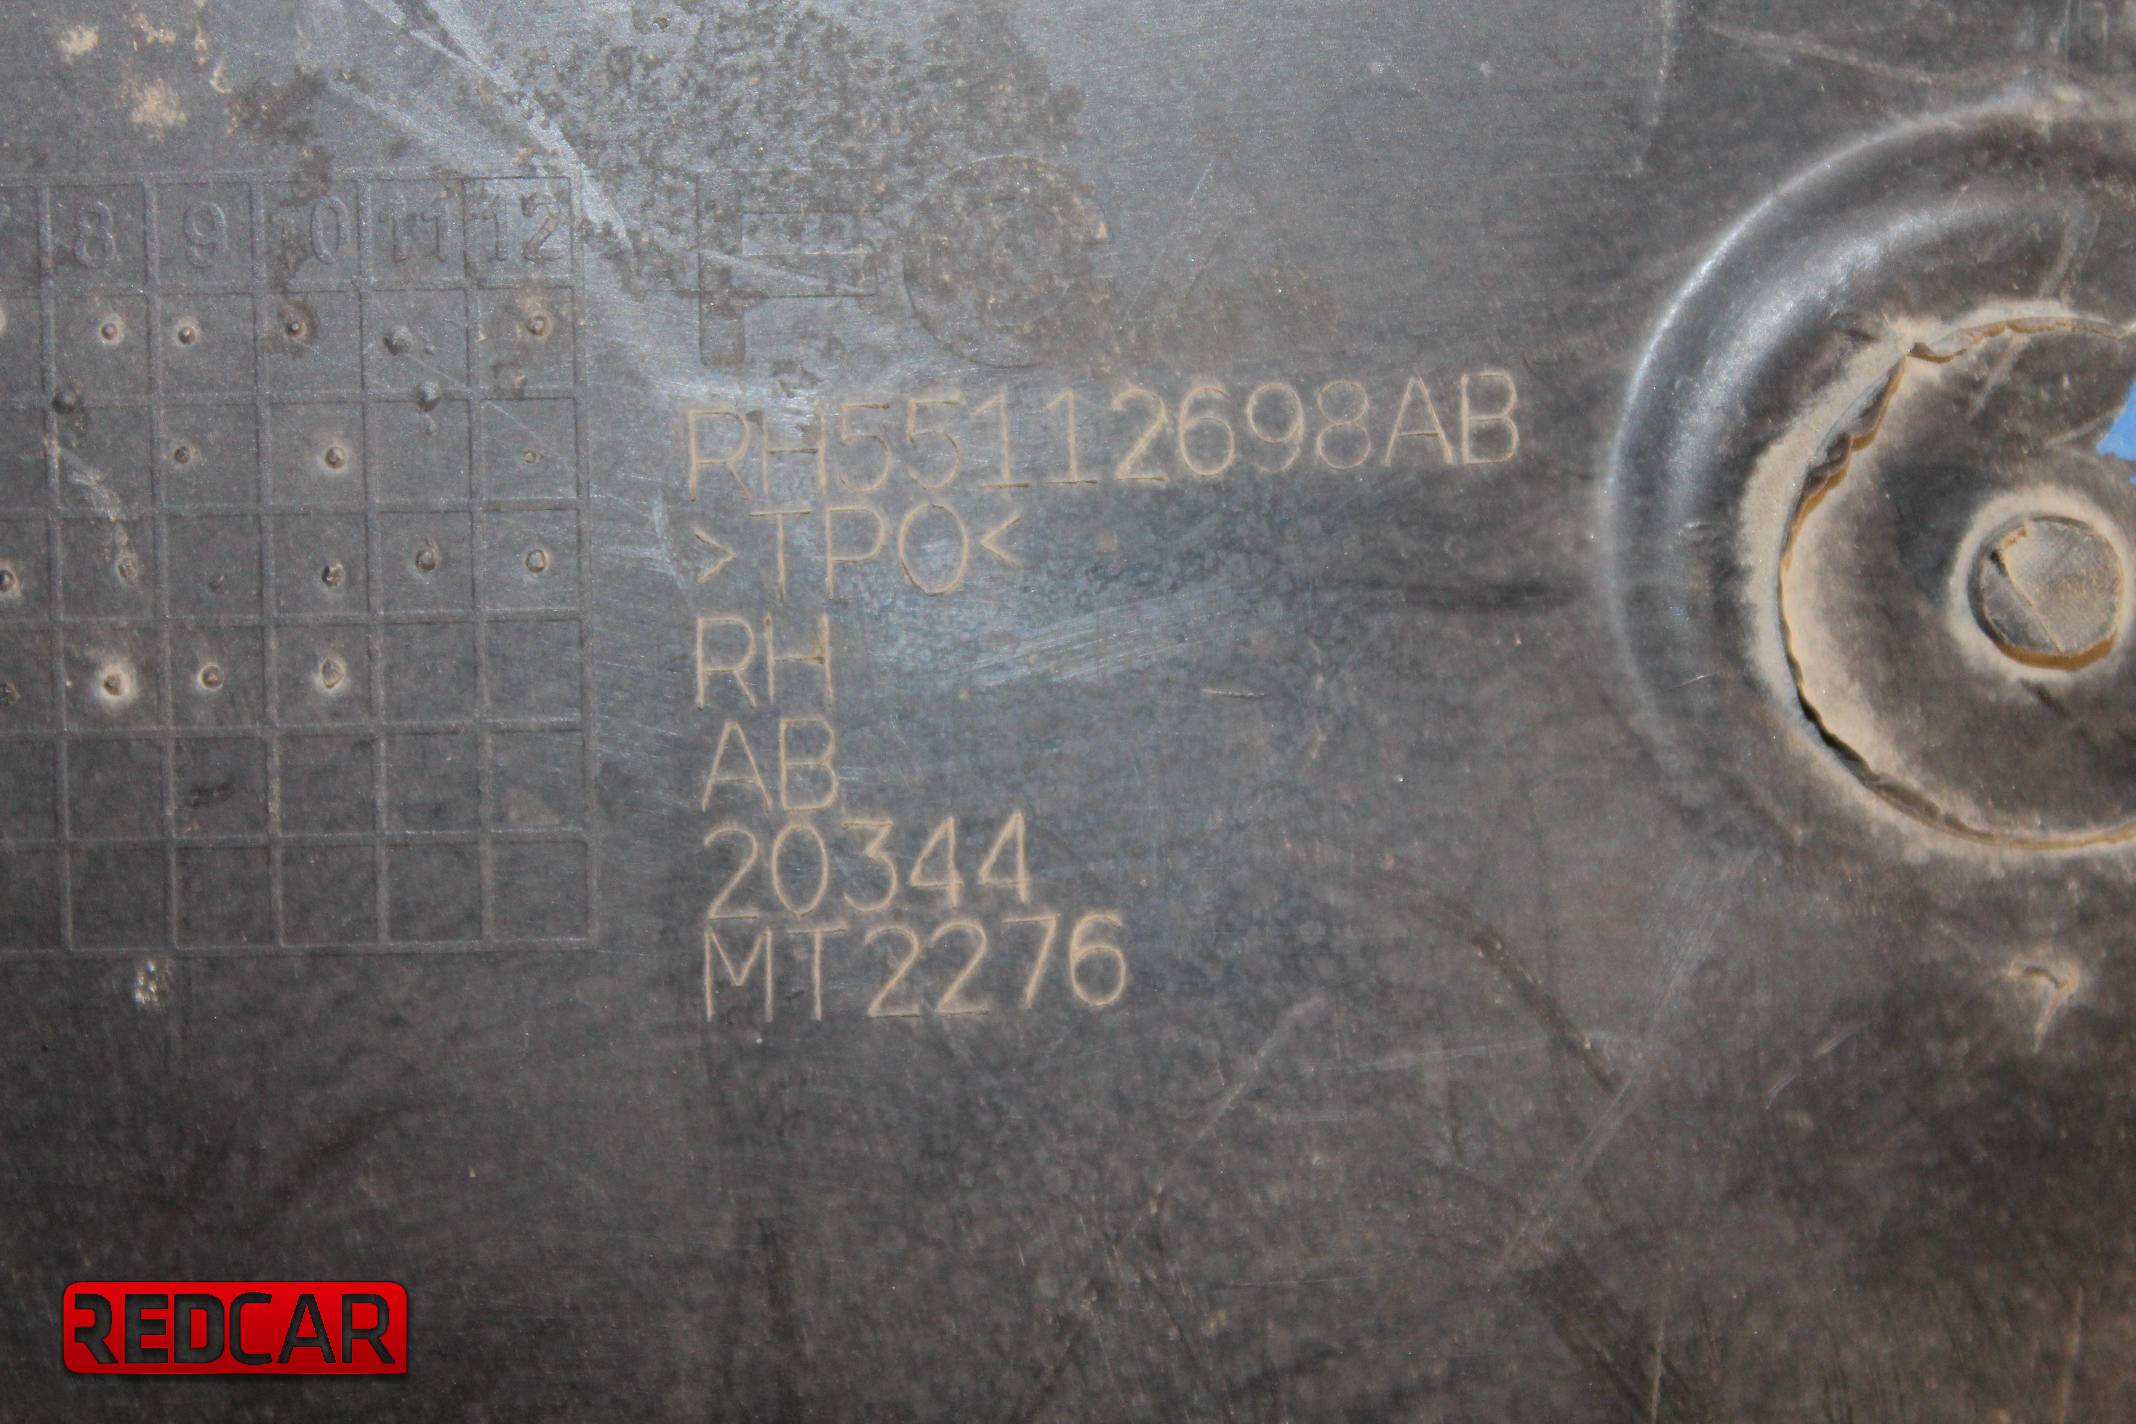 8 9 10 11 12
RH55112698AB
>TPO<
RH
AB
20344
MT2276
REDCAR